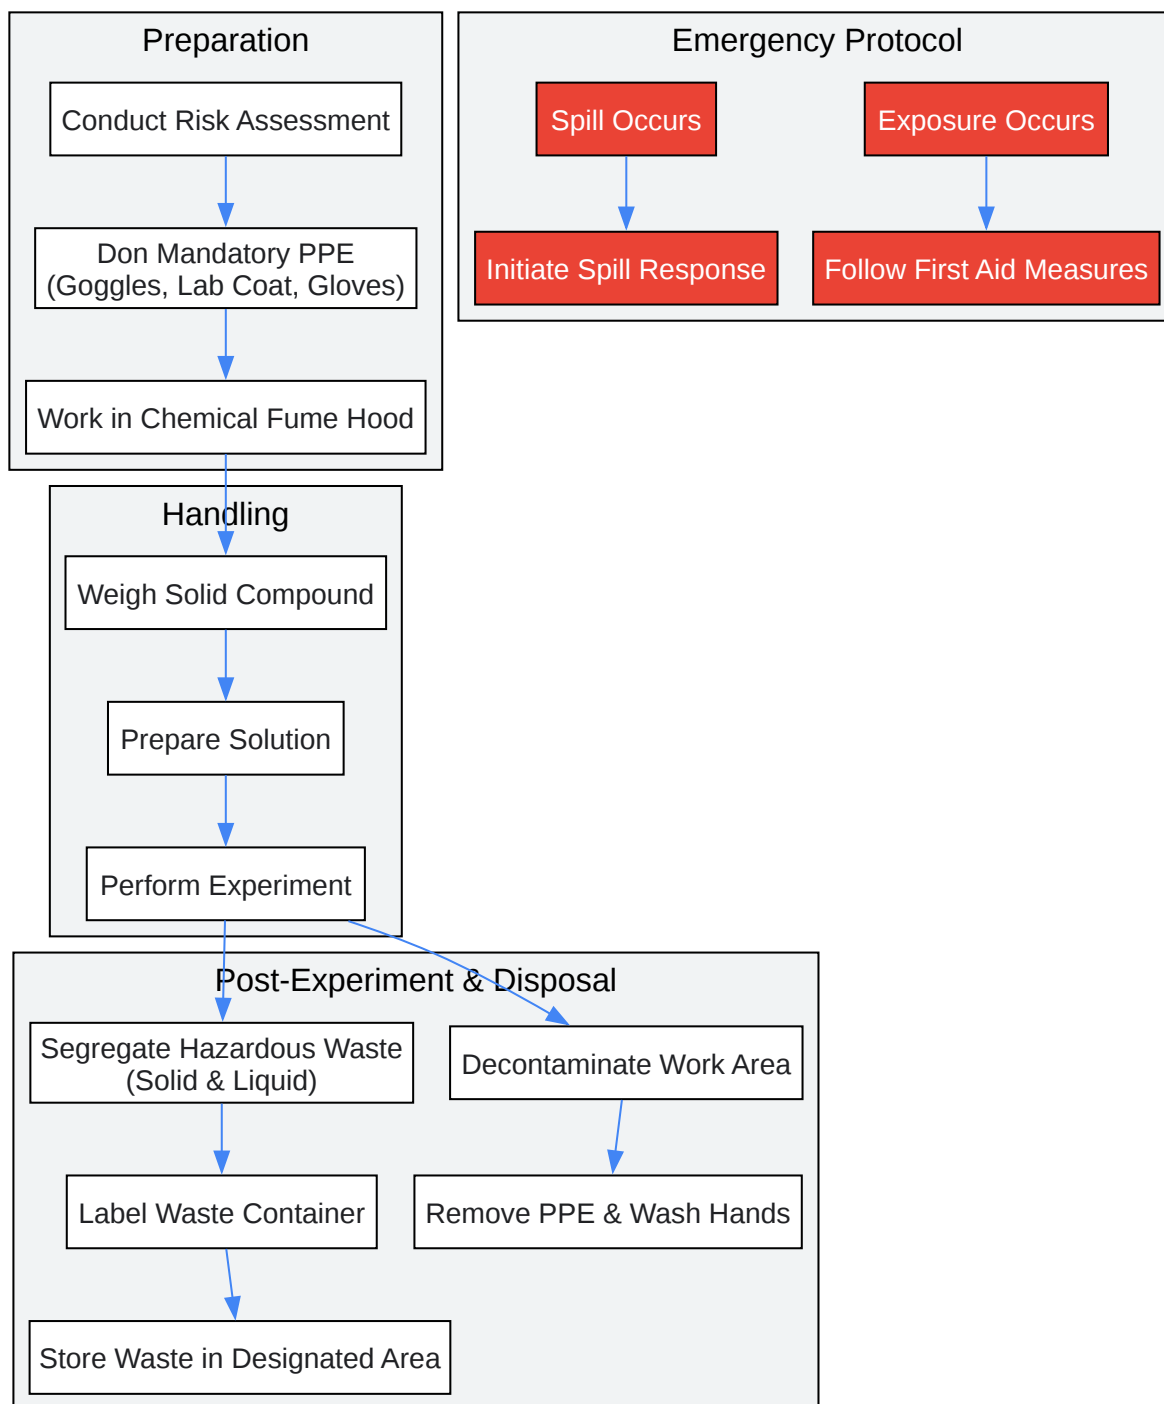 Preparation
Conduct Risk Assessment
Don Mandatory PPE
(Goggles, Lab Coat, Gloves)
Work in Chemical Fume Hood
Emergency Protocol
Spill Occurs
Exposure Occurs
Initiate Spill Response
Follow First Aid Measures
Handling
Weigh Solid Compound
Prepare Solution
Perform Experiment
Post-Experiment & Disposal
Segregate Hazardous Waste
(Solid & Liquid)
Decontaminate Work Area
Label Waste Container
Remove PPE & Wash Hands
Store Waste in Designated Area